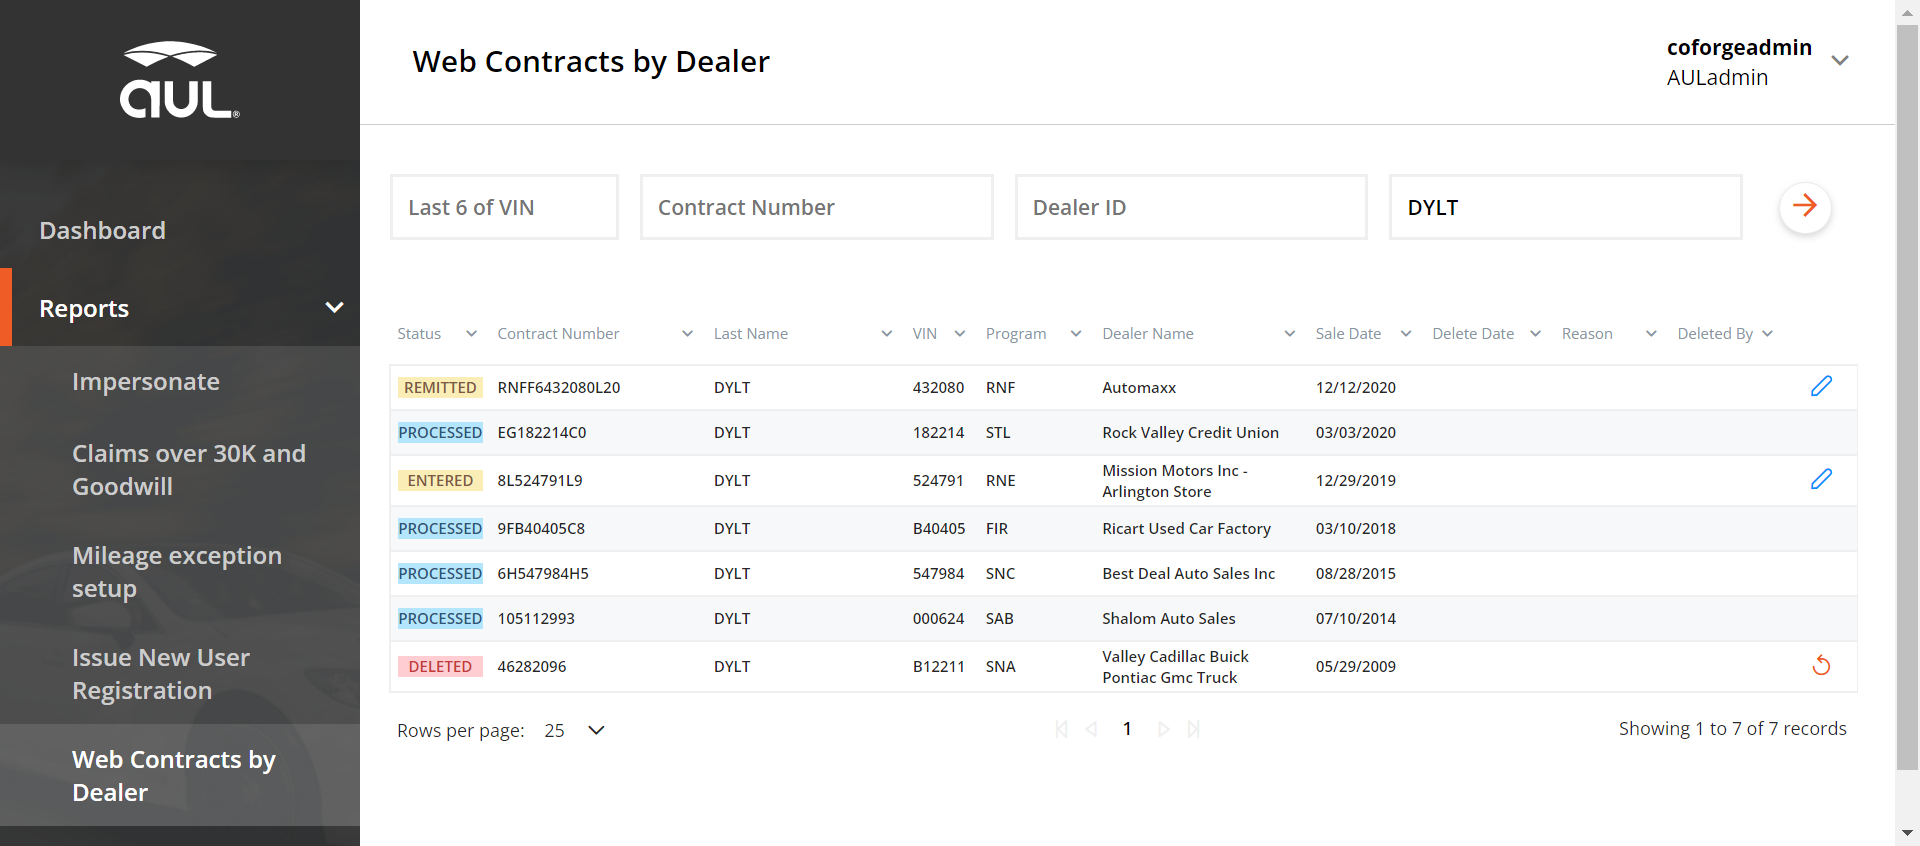 aUL®
Web Contracts by Dealer
coforgeadmin
AULadmin
Dashboard
Reports
Impersonate
Claims over 30K and
Goodwill
Mileage exception
setup
Issue New User
Registration
Web Contracts by
Dealer
Last 6 of VIN Contract Number Dealer ID DYLT
Status Contract Number Last Name VIN Program Dealer Name Sale Date Delete Date Reason Deleted By
REMITTED RNFF6432080L20 DYLT 432080 RNF Automaxx 12/12/2020
PROCESSED EG182214C0 DYLT 182214 STL Rock Valley Credit Union 03/03/2020
ENTERED 8L524791L9 DYLT 524791 RNE Mission Motors Inc - 12/29/2019
Arlington Store
PROCESSED 9FB40405C8 DYLT B40405 FIR Ricart Used Car Factory 03/10/2018
PROCESSED 6H547984H5 DYLT 547984 SNC Best Deal Auto Sales Inc 08/28/2015
PROCESSED 105112993 DYLT 000624 SAB Shalom Auto Sales 07/10/2014
DELETED 46282096 DYLT B12211 SNA Valley Cadillac Buick 05/29/2009
Pontiac Gmc Truck
Rows per page: 25 1 Showing 1 to 7 of 7 records